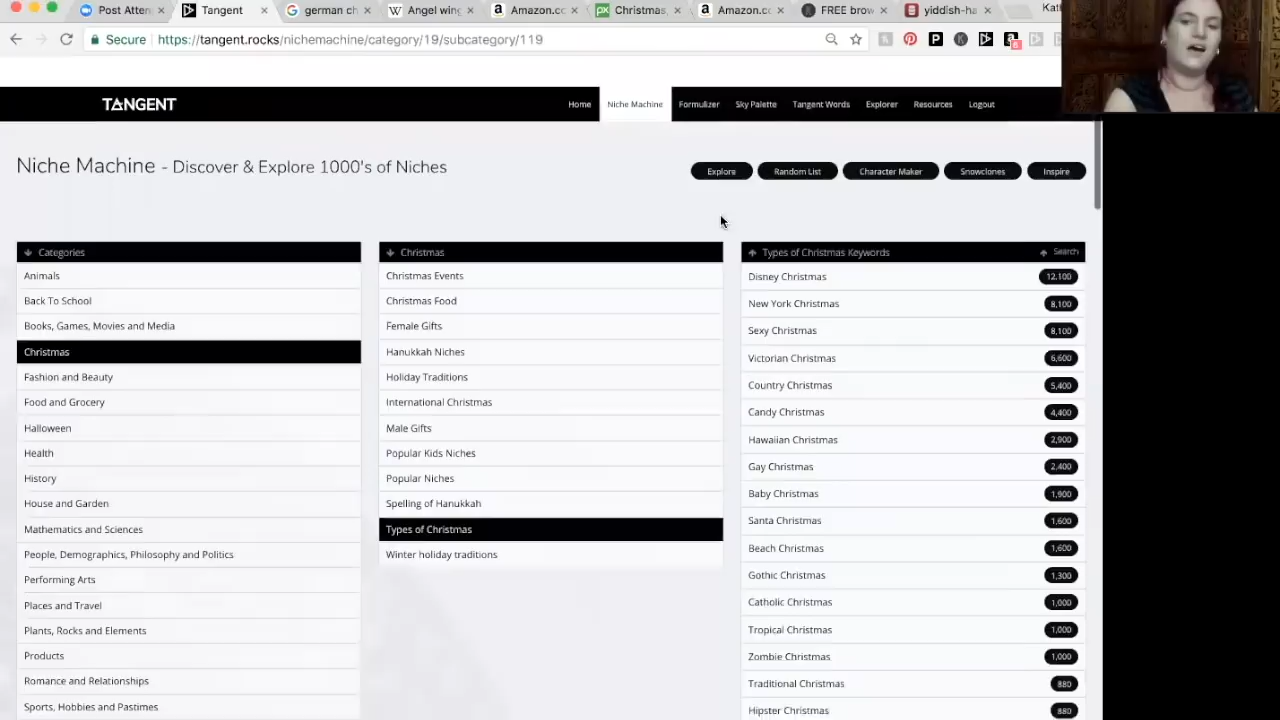 Post Atten
Tangent
german ch
Angel wing
Amazon.co
Christmas,
Amazon.co
FREE brow
yiddish-ha
Kat
Secure
https://tangent.rocks/nichemachine/category/19/subcategory/119
TANGENT
Home
Niche Machine
Formulizer
Sky Palette
Tangent Words
Explorer
Resources
Logout
Niche Machine - Discover & Explore 1000's of Niches
Explore
Random List
Character Maker
Snowclones
Inspire
Categories
Animals
Back To School
Books, Games, Movies and Media
Christmas
Fashion and Beauty
Food and Grocery
Halloween
Health
History
House and Garden
Mathematics and Sciences
People, Demographics, Philosophy and Politics
Performing Arts
Places and Travel
Plants, Rocks and Elements
Products
Romance and Relationships
Sports, Hobbies and Pastimes
Christmas
Christmas Events
Christmas Food
Female Gifts
Hanukkah Niches
Holiday Traditions
International Christmas
Male Gifts
Popular Kids Niches
Popular Niches
Spelling of Hanukkah
Types of Christmas
Winter holiday traditions
Types of Christmas Keywords Search
Disney Christmas 12,100
New York Christmas 8,100
Sexy Christmas 8,100
Victorian Christmas 6,600
Country Christmas 5,400
Candy Christmas 4,400
Hawaiian Christmas 2,900
Gay Christmas 2,400
Baby Christmas 1,900
Santa Christmas 1,600
Beach Christmas 1,600
Gothic Christmas 1,300
Catholic Christmas 1,000
Tropical Christmas 1,000
Zombie Christmas 1,000
Traditional Christmas 880
Hipster Christmas 880